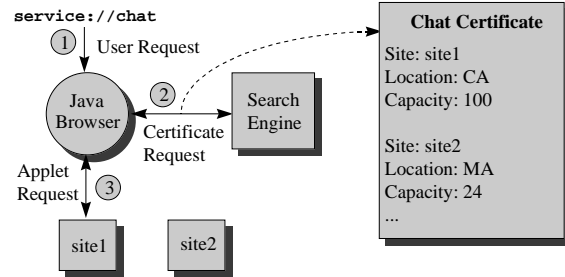 service://chat
1
User Request
Java
Browser
2
Certificate
Request
Search
Engine
Applet
Request
3
site1
site2
Chat Certificate
Site: site1
Location: CA
Capacity: 100
Site: site2
Location: MA
Capacity: 24
...